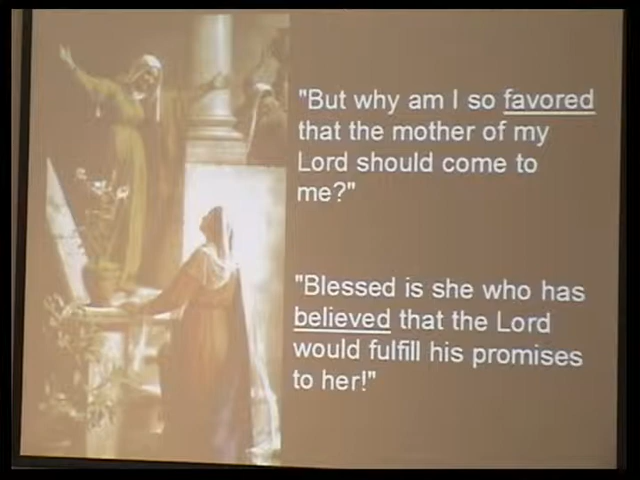 "But why am I so favored
that the mother of my
Lord should come to
me?"
"Blessed is she who has
believed that the Lord
would fulfill his promises
to her!"